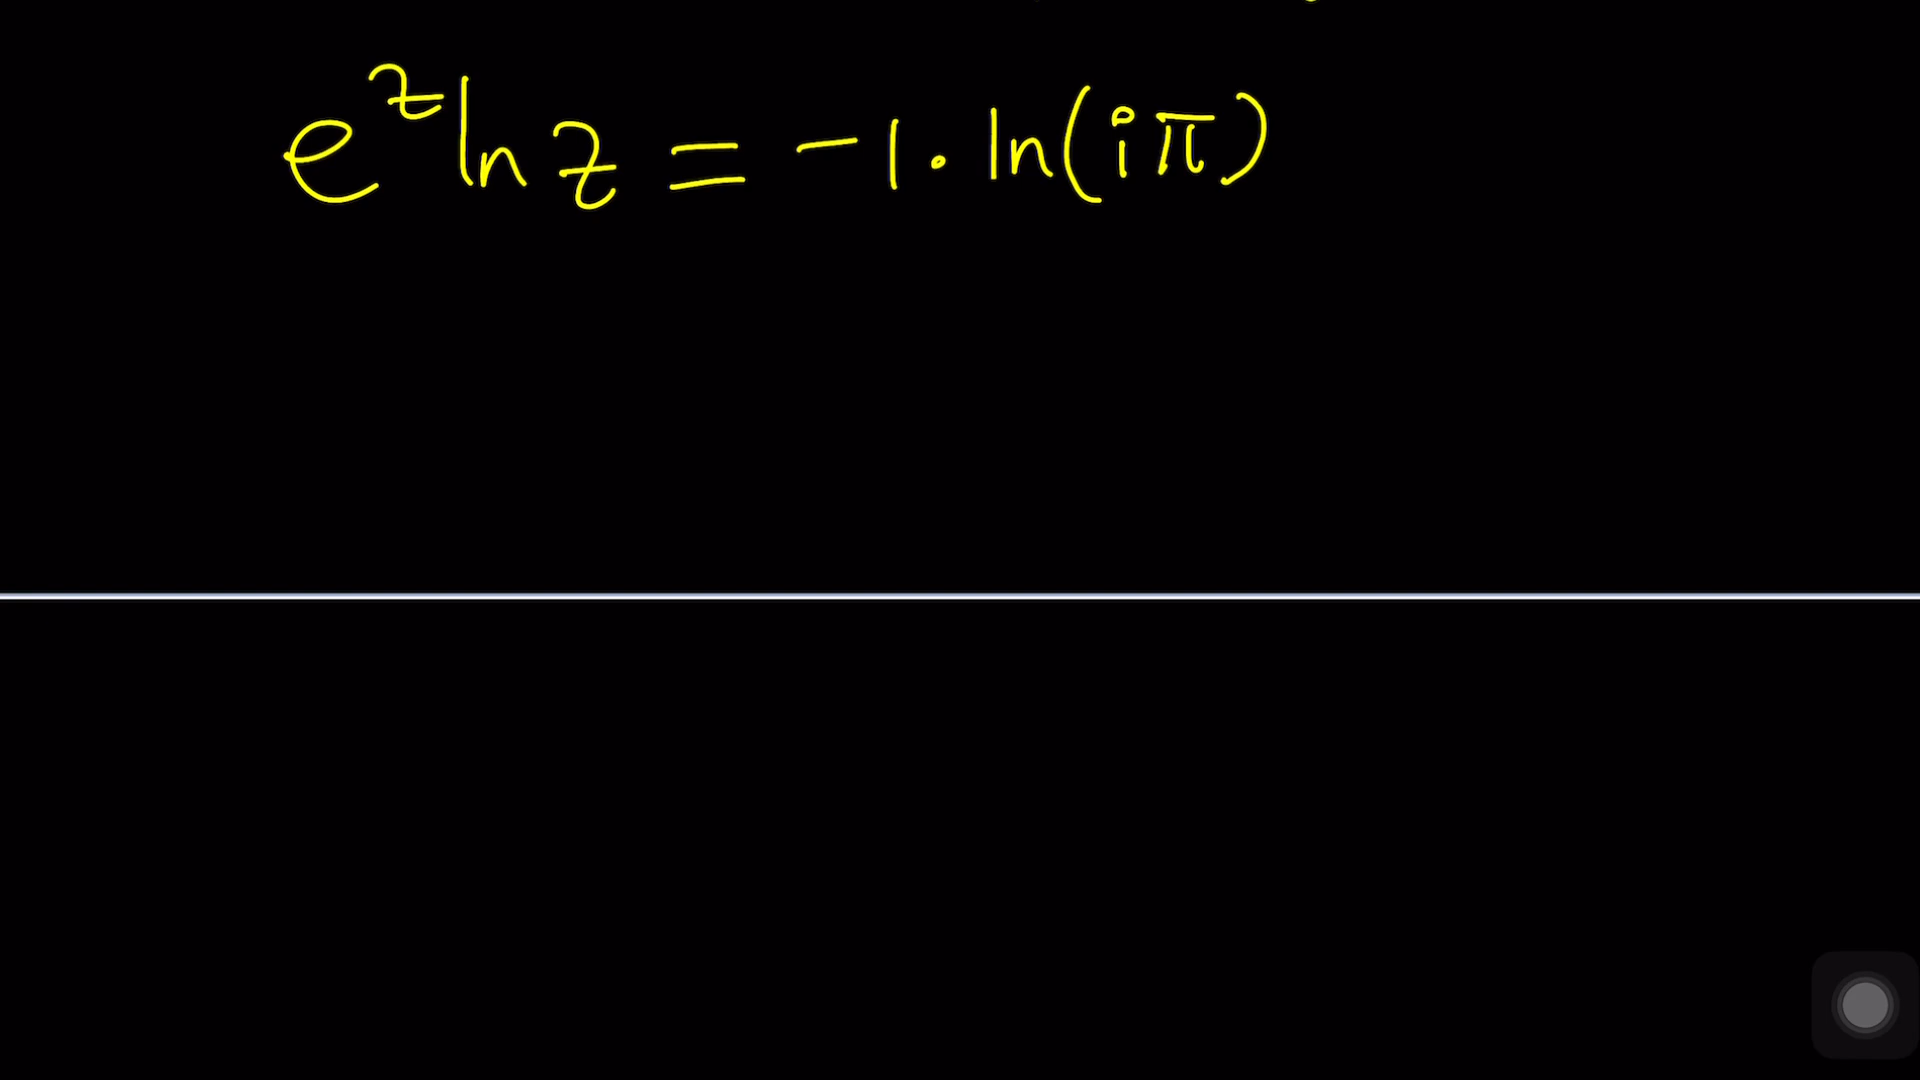 e^z ln z = -1 · ln(iπ)